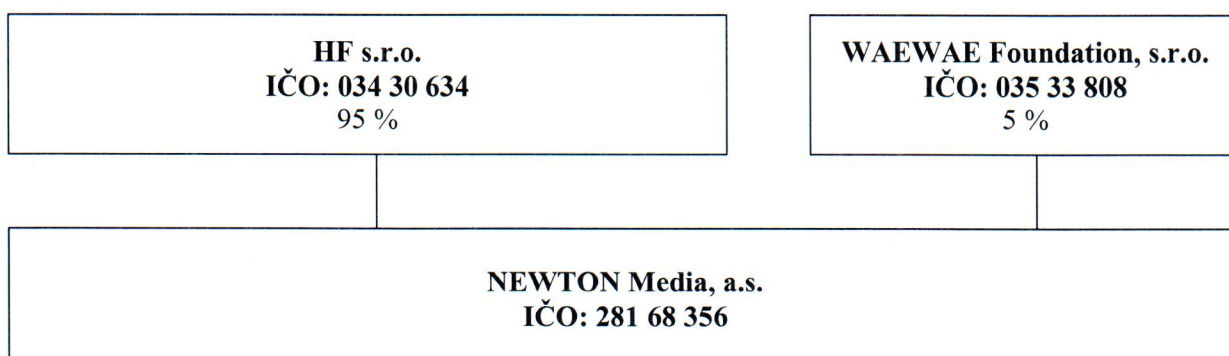 HF s.r.o.
IČO: 034 30 634
95 %
WAEWAE Foundation, s.r.o.
IČO: 035 33 808
5 %
NEWTON Media, a.s.
IČO: 281 68 356